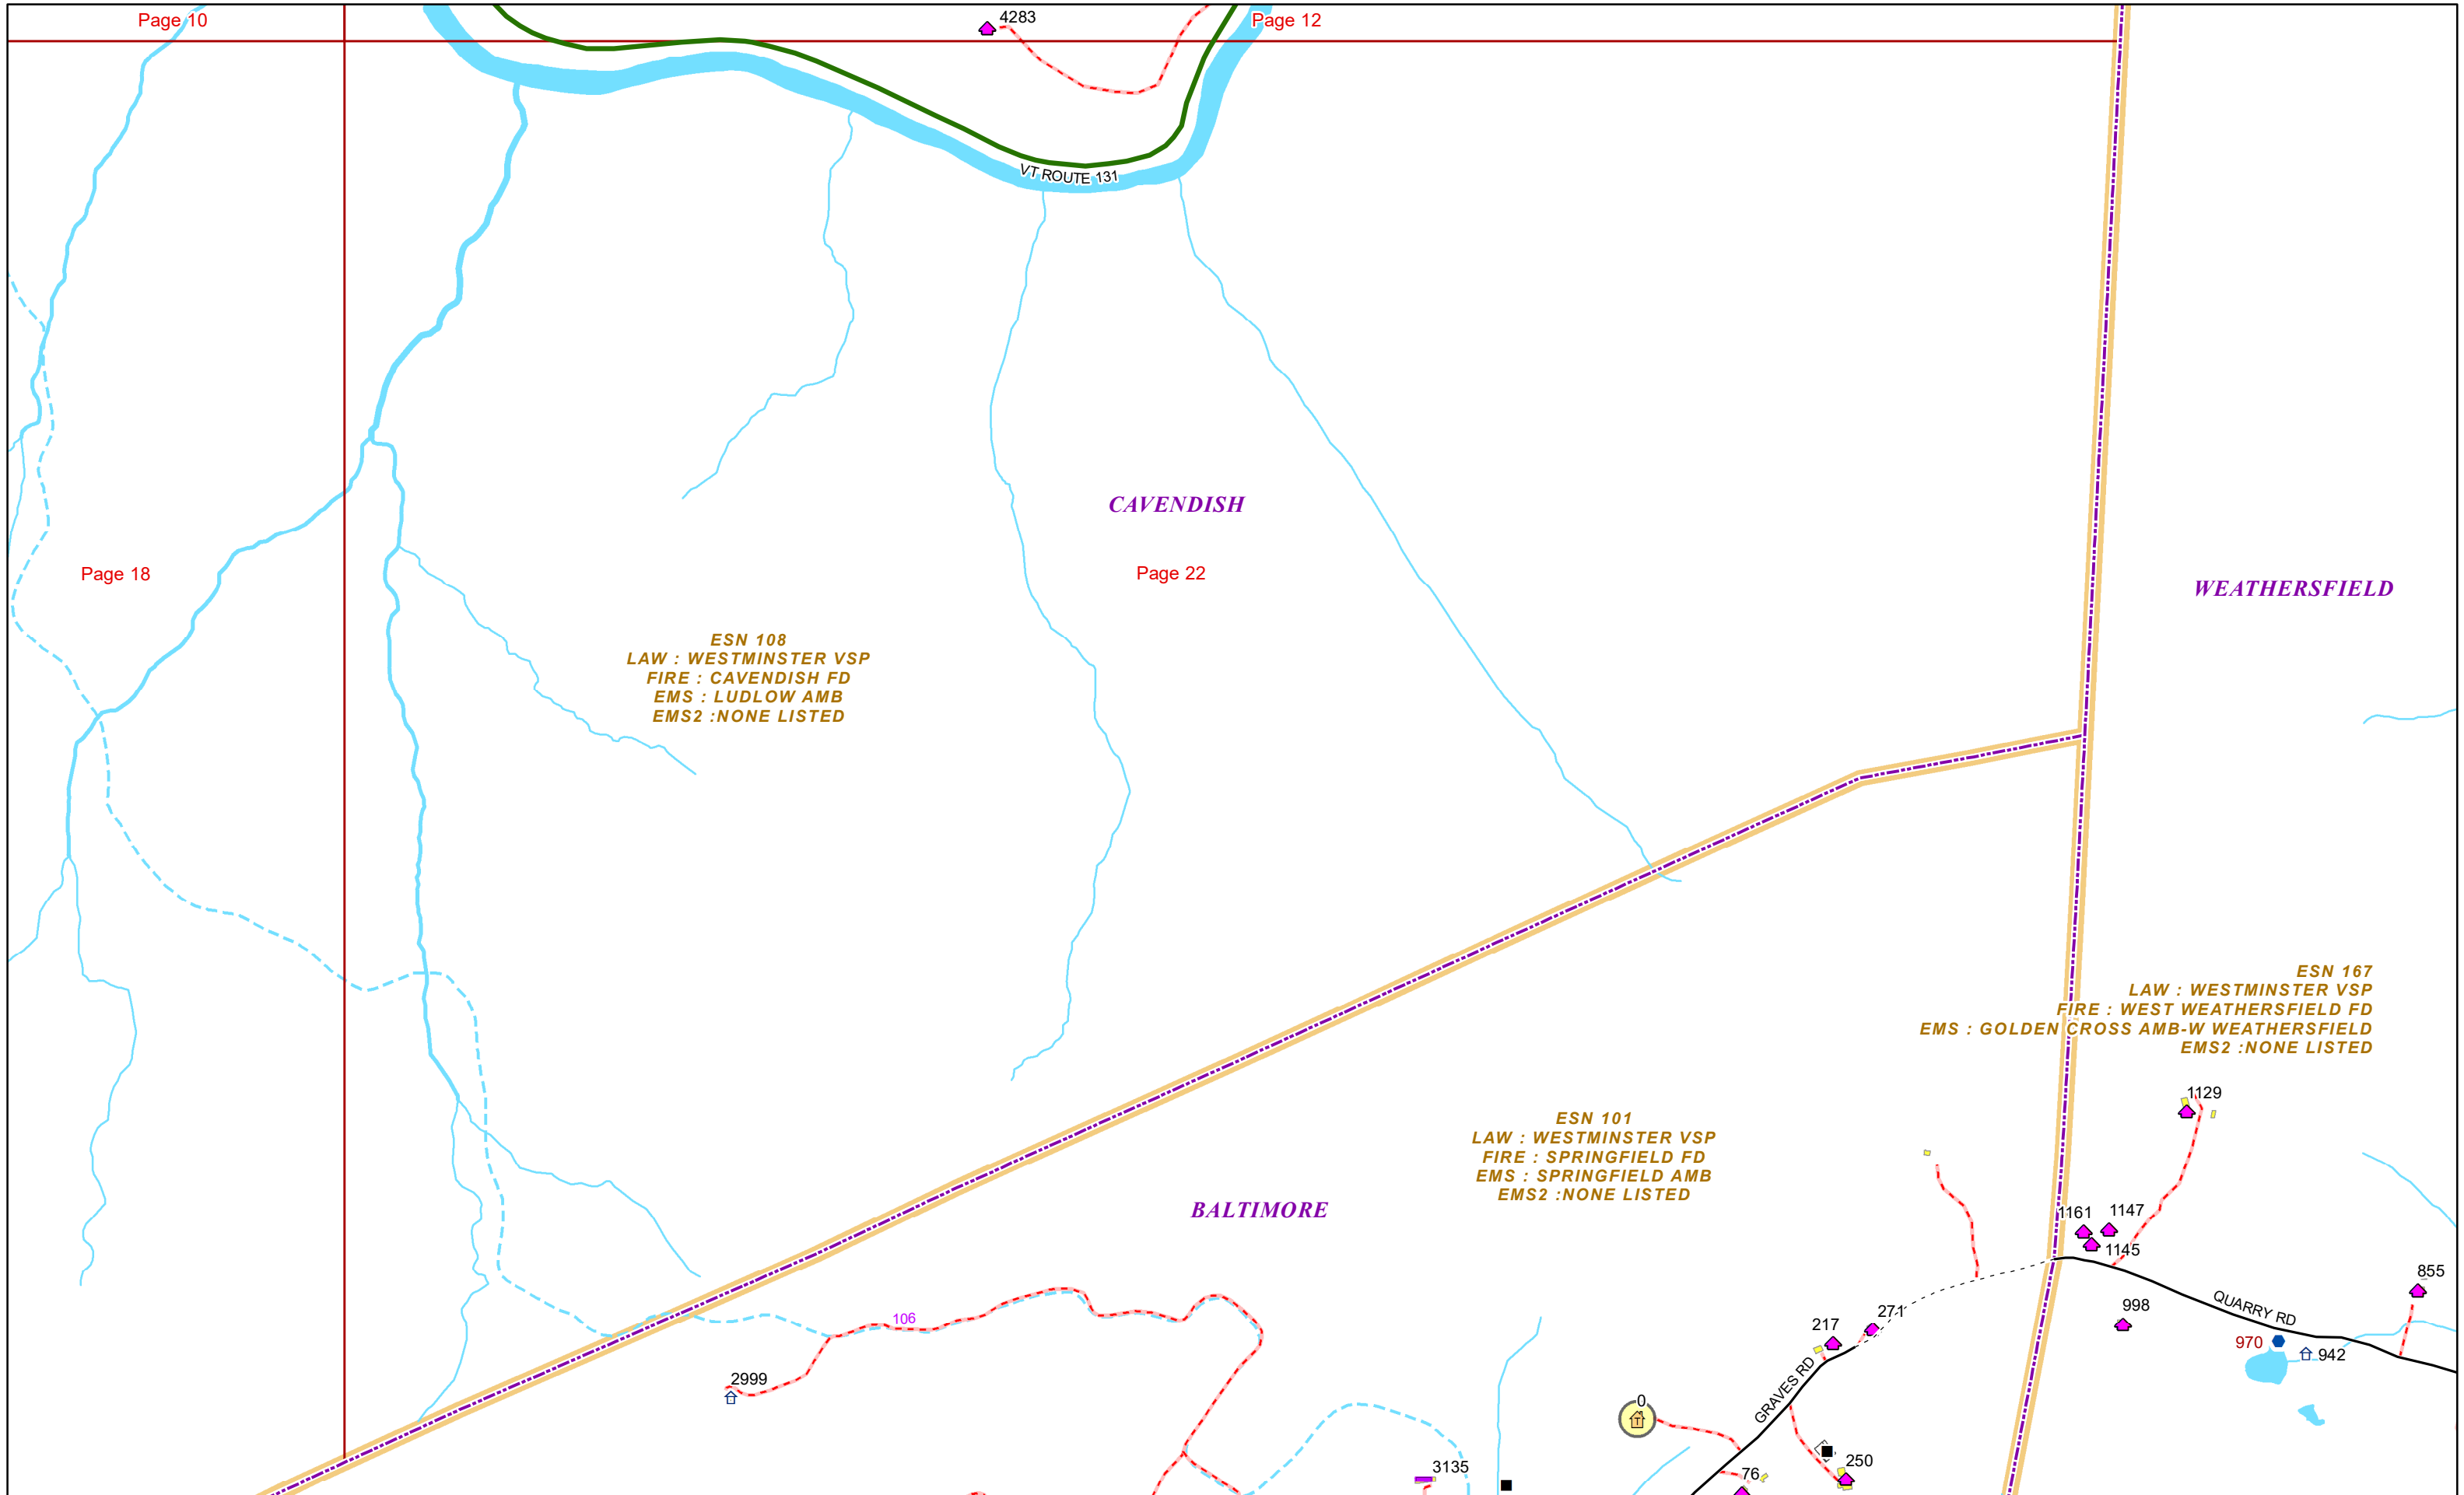 Page 10
4283
Page 12
VT ROUTE 131
CAVENDISH
Page 22
Page 18
WEATHERSFIELD
ESN 108
LAW : WESTMINSTER VSP
FIRE : CAVENDISH FD
EMS : LUDLOW AMB
EMS2 :NONE LISTED
ESN 167
LAW : WESTMINSTER VSP
FIRE : WEST WEATHERSFIELD FD
EMS : GOLDEN CROSS AMB-W WEATHERSFIELD
EMS2 :NONE LISTED
ESN 101
LAW : WESTMINSTER VSP
FIRE : SPRINGFIELD FD
EMS : SPRINGFIELD AMB
EMS2 :NONE LISTED
BALTIMORE
1129
1161
1147
1145
855
QUARRY RD
998
970
942
271
217
GRAVES RD
106
2999
0
T
250
76
3135